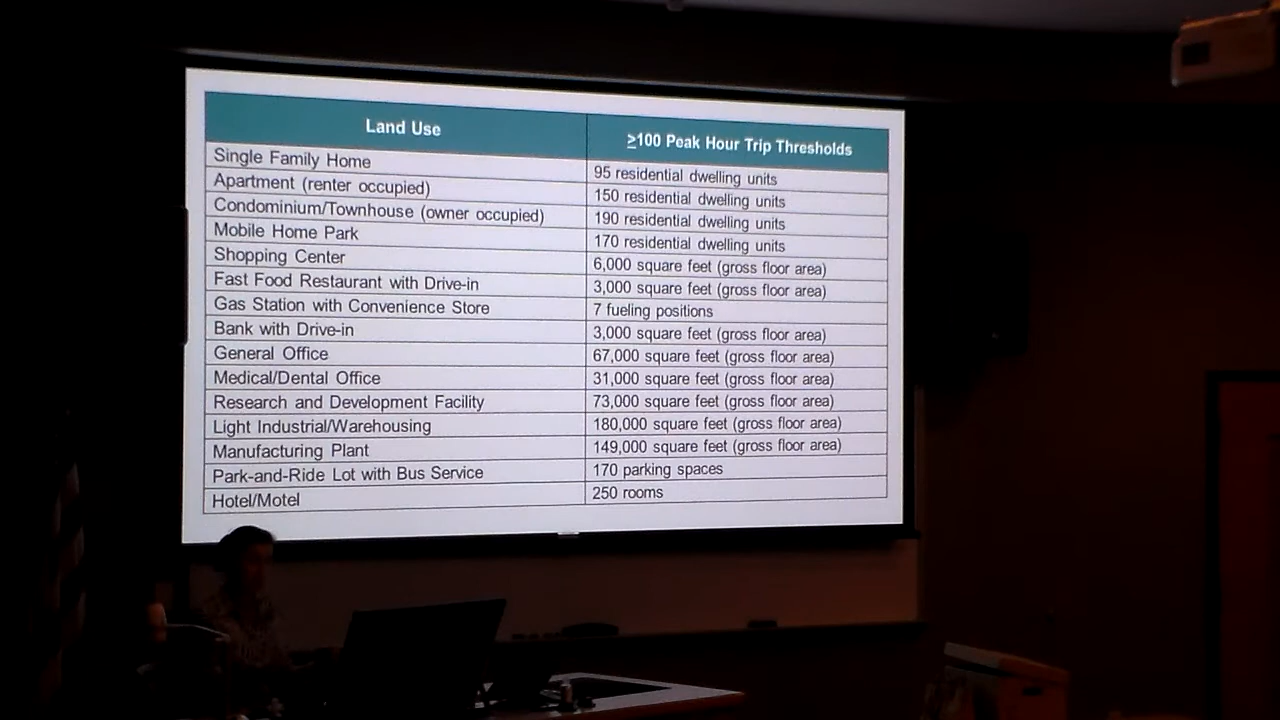 Land Use ≥100 Peak Hour Trip Thresholds
Single Family Home 95 residential dwelling units
Apartment (renter occupied) 150 residential dwelling units
Condominium/Townhouse (owner occupied) 190 residential dwelling units
Mobile Home Park 170 residential dwelling units
Shopping Center 6,000 square feet (gross floor area)
Fast Food Restaurant with Drive-in 3,000 square feet (gross floor area)
Gas Station with Convenience Store 7 fueling positions
Bank with Drive-in 3,000 square feet (gross floor area)
General Office 67,000 square feet (gross floor area)
Medical/Dental Office 31,000 square feet (gross floor area)
Research and Development Facility 73,000 square feet (gross floor area)
Light Industrial/Warehousing 180,000 square feet (gross floor area)
Manufacturing Plant 149,000 square feet (gross floor area)
Park-and-Ride Lot with Bus Service 170 parking spaces
Hotel/Motel 250 rooms